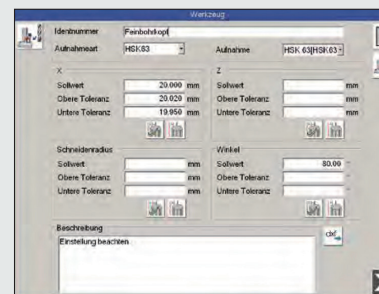 Werkzeug
Identnummer Feinbohrkopf
Aufnahmeart HSK63 Aufnahme HSK 63[HSK63
X Z
Sollwert 20.000 mm Sollwert mm
Obere Toleranz 20.020 mm Obere Toleranz mm
Untere Toleranz 19.950 mm Untere Toleranz mm
Schneidenradius Winkel
Sollwert mm Sollwert 80.00 °
Obere Toleranz mm Obere Toleranz °
Untere Toleranz mm Untere Toleranz °
Beschreibung
Einstellung beachten
dxf